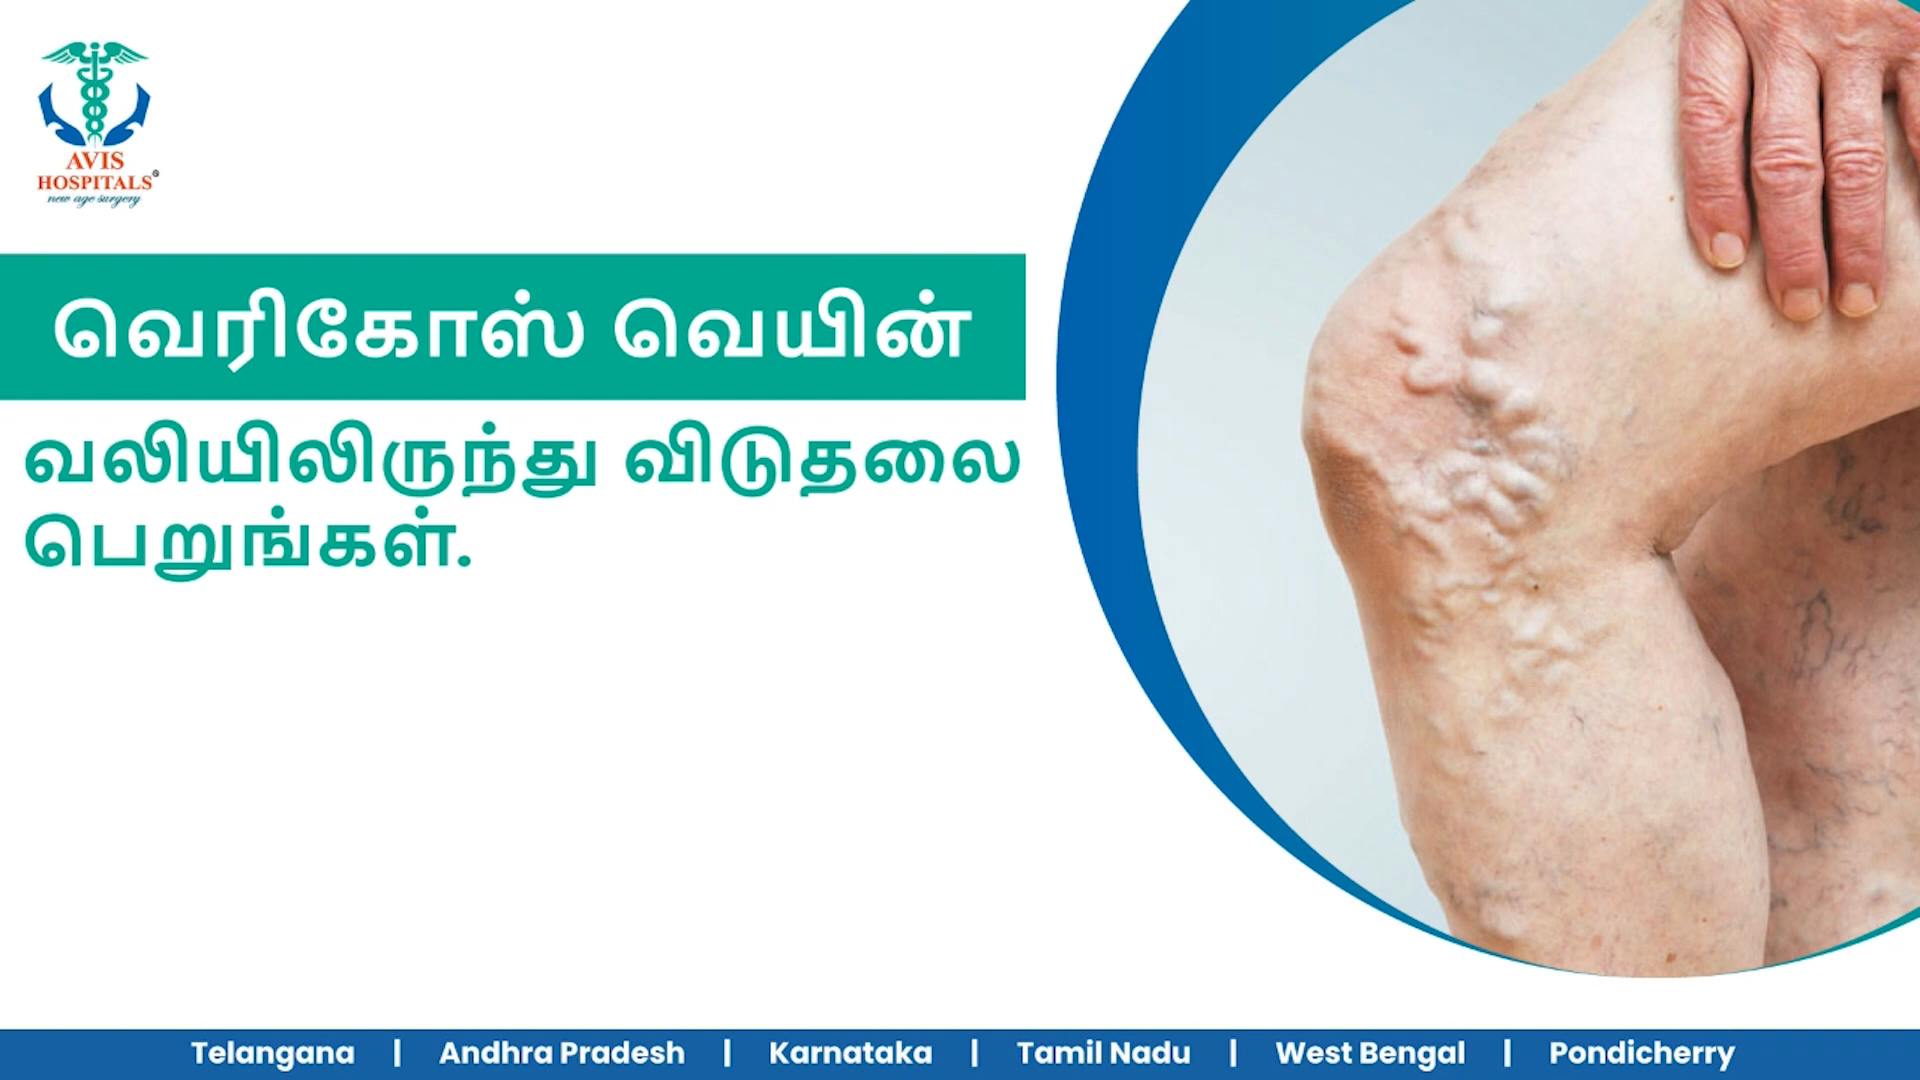 AVIS
HOSPITALS®
new age surgery
வெரிகோஸ் வெயின்
வலியிலிருந்து விடுதலை
பெறுங்கள்.
Telangana | Andhra Pradesh | Karnataka | Tamil Nadu | West Bengal | Pondicherry